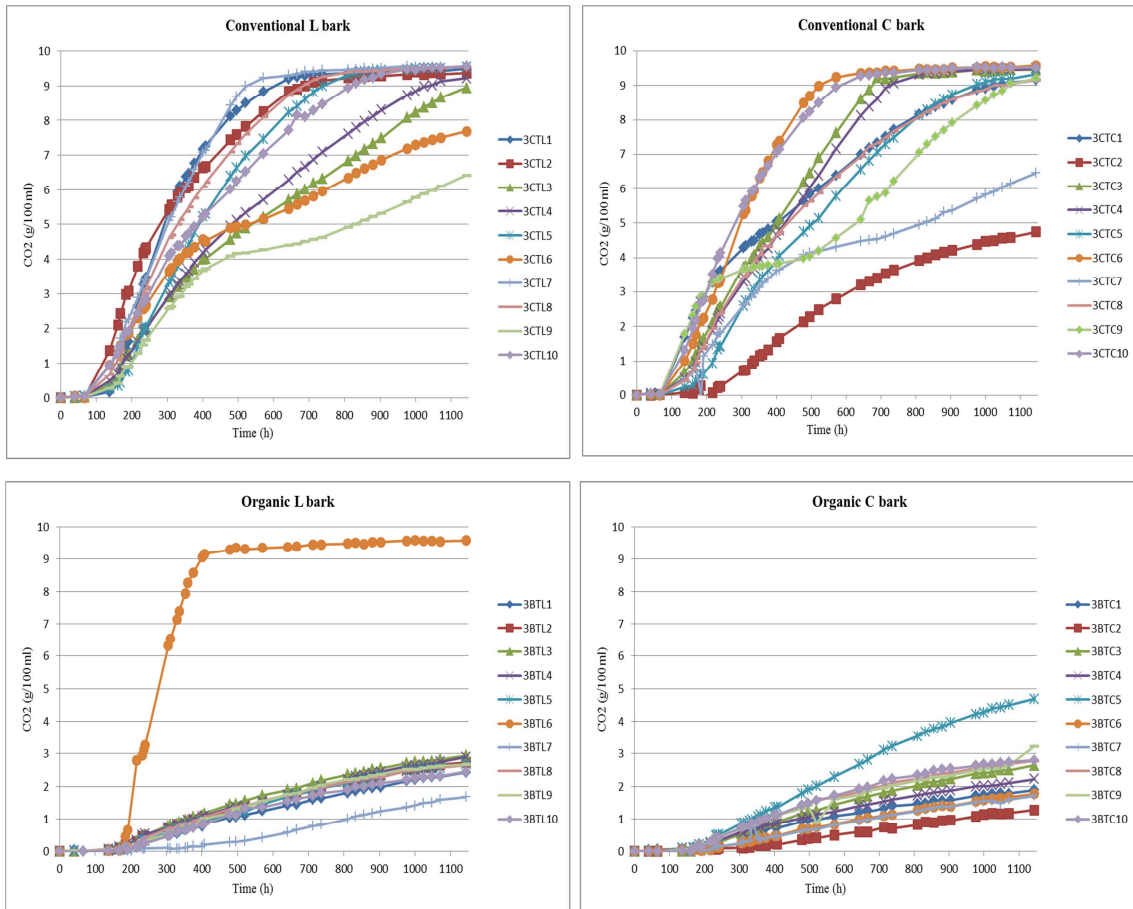 Conventional L bark
CO2 (g/100ml)
10
9
8
7
6
5
4
3
2
1
0
0 100 200 300 400 500 600 700 800 900 1000 1100
Time (h)
3CTL1
3CTL2
3CTL3
3CTL4
3CTL5
3CTL6
3CTL7
3CTL8
3CTL9
3CTL10
Conventional C bark
CO2 (g/100ml)
10
9
8
7
6
5
4
3
2
1
0
0 100 200 300 400 500 600 700 800 900 1000 1100
Time (h)
3CTC1
3CTC2
3CTC3
3CTC4
3CTC5
3CTC6
3CTC7
3CTC8
3CTC9
3CTC10
Organic L bark
CO2 (g/100ml)
10
9
8
7
6
5
4
3
2
1
0
0 100 200 300 400 500 600 700 800 900 1000 1100
Time (h)
3BTL1
3BTL2
3BTL3
3BTL4
3BTL5
3BTL6
3BTL7
3BTL8
3BTL9
3BTL10
Organic C bark
CO2 (g/100ml)
10
9
8
7
6
5
4
3
2
1
0
0 100 200 300 400 500 600 700 800 900 1000 1100
Time (h)
3BTC1
3BTC2
3BTC3
3BTC4
3BTC5
3BTC6
3BTC7
3BTC8
3BTC9
3BTC10